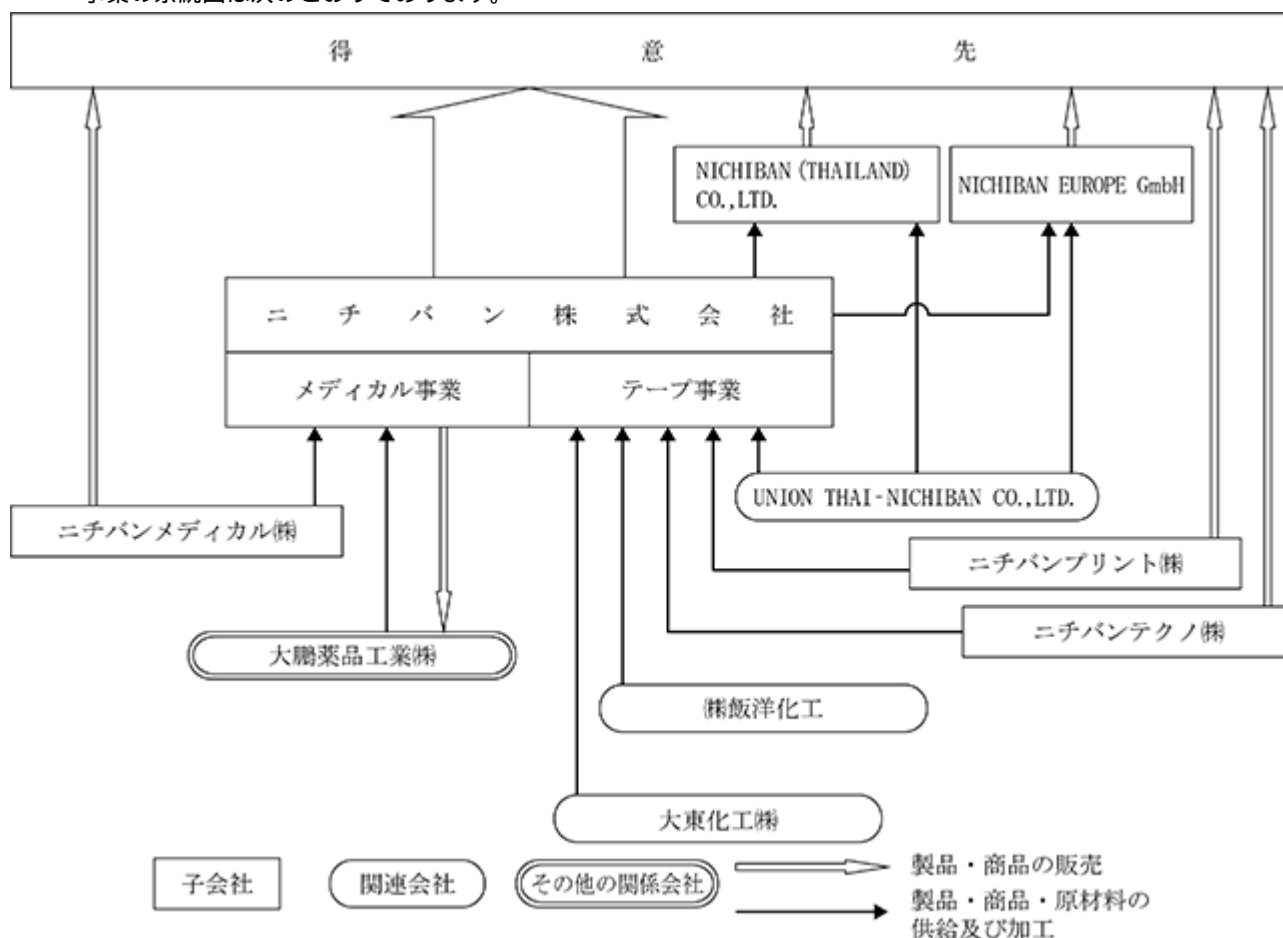 事業の系統図は次のとおりであります。
得意先
NICHIBAN (THAILAND)
CO.,LTD.
NICHIBAN EUROPE GmbH
ニチバン株式会社
メディカル事業
テープ事業
UNION THAI-NICHIBAN CO.,LTD.
ニチバンメディカル㈱
ニチバンプリント㈱
ニチバンテクノ㈱
大鵬薬品工業㈱
㈱飯洋化工
大東化工㈱
子会社
関連会社
その他の関係会社
製品・商品の販売
製品・商品・原材料の
供給及び加工